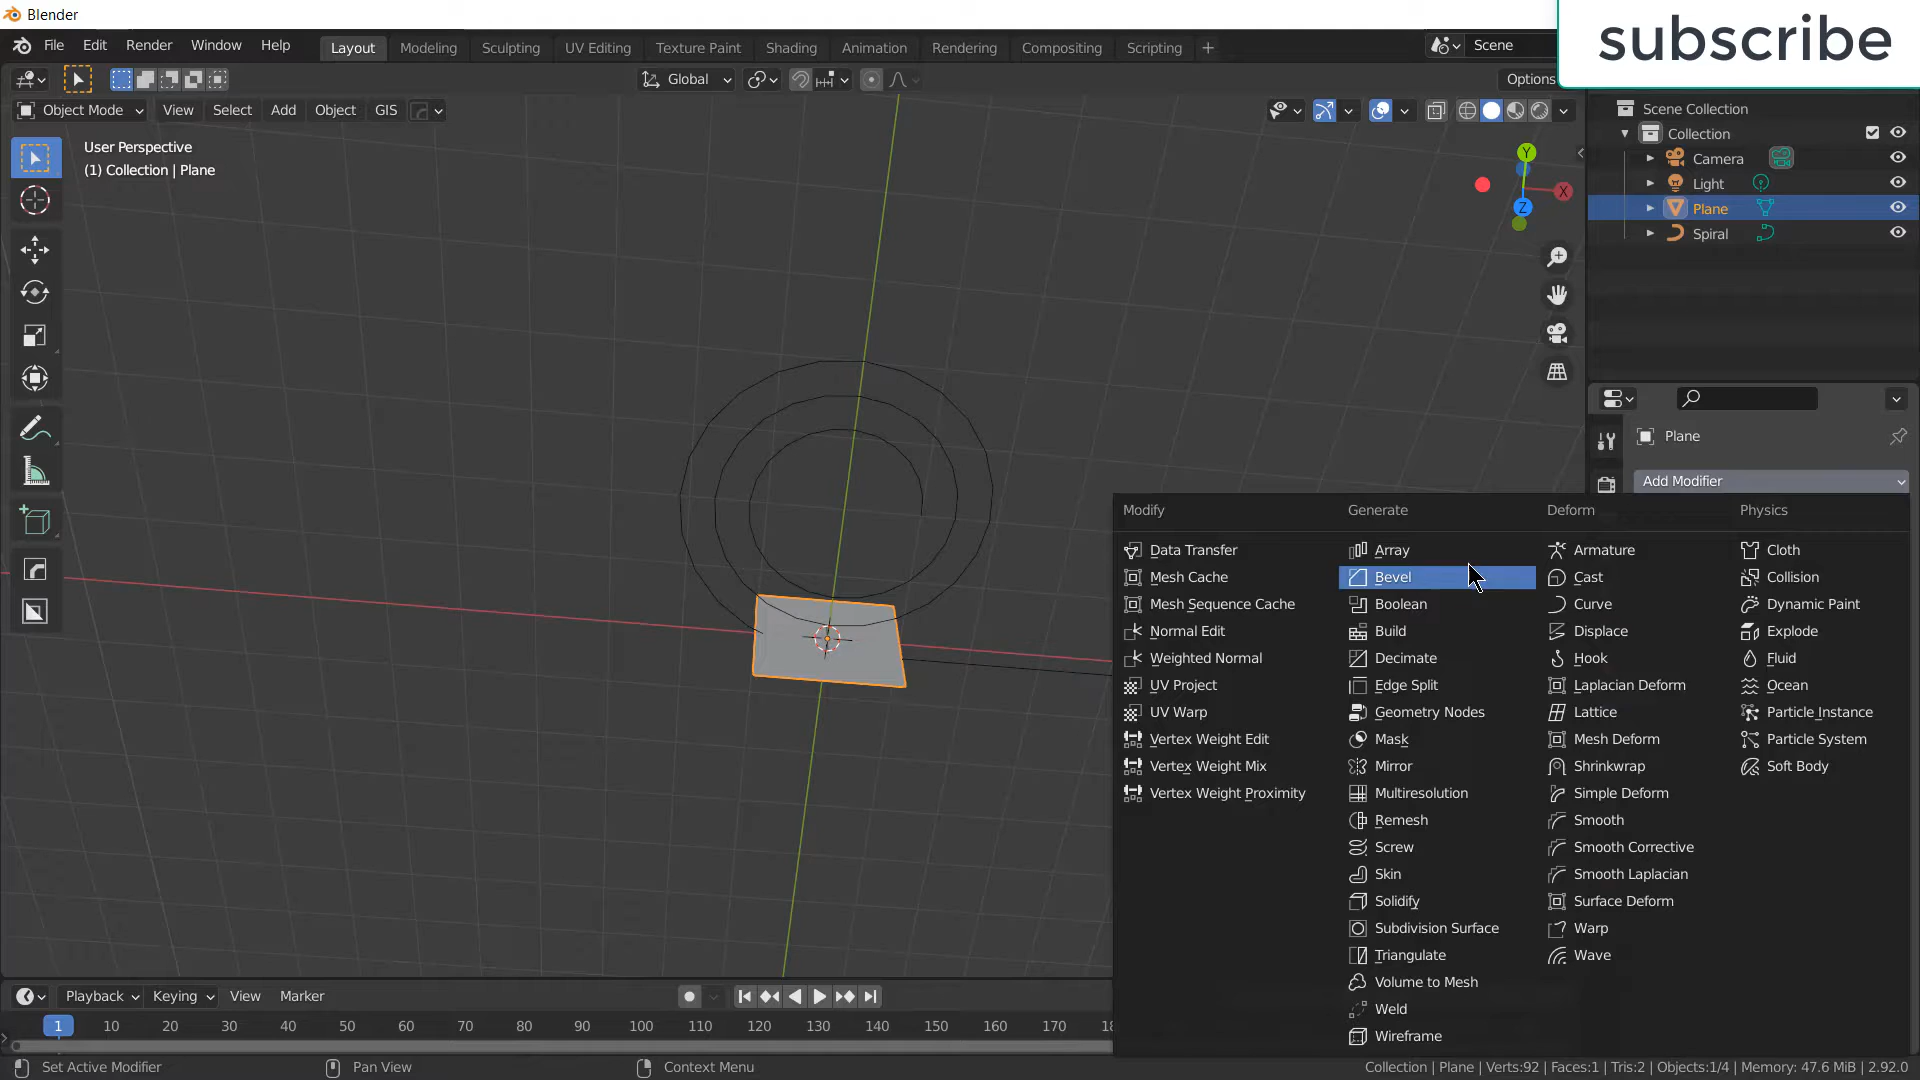 Blender
subscribe
File Edit Render Window Help
Layout Modeling Sculpting UV Editing Texture Paint Shading Animation Rendering Compositing Scripting +
Scene
Global
Options
Object Mode View Select Add Object GIS
User Perspective
(1) Collection | Plane
Y
X
Z
Scene Collection
Collection
Camera
Light
Plane
Spiral
Plane
Add Modifier
Modify Generate Deform Physics
Data Transfer Array Armature Cloth
Mesh Cache Bevel Cast Collision
Mesh Sequence Cache Boolean Curve Dynamic Paint
Normal Edit Build Displace Explode
Weighted Normal Decimate Hook Fluid
UV Project Edge Split Laplacian Deform Ocean
UV Warp Geometry Nodes Lattice Particle Instance
Vertex Weight Edit Mask Mesh Deform Particle System
Vertex Weight Mix Mirror Shrinkwrap Soft Body
Vertex Weight Proximity Multiresolution Simple Deform
Remesh Smooth
Screw Smooth Corrective
Skin Smooth Laplacian
Solidify Surface Deform
Subdivision Surface Warp
Triangulate Wave
Volume to Mesh
Weld
Wireframe
Playback Keying View Marker
1 10 20 30 40 50 60 70 80 90 100 110 120 130 140 150 160 170 18
Set Active Modifier Pan View Context Menu
Collection | Plane | Verts:92 | Faces:1 | Tris:2 | Objects:1/4 | Memory: 47.6 MiB | 2.92.0